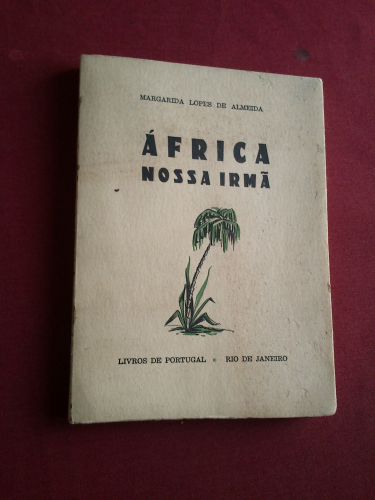 MARGARIDA LOPES DE ALMEIDA
ÁFRICA
NOSSA IRMÃ
LIVROS DE PORTUGAL * RIO DE JANEIRO